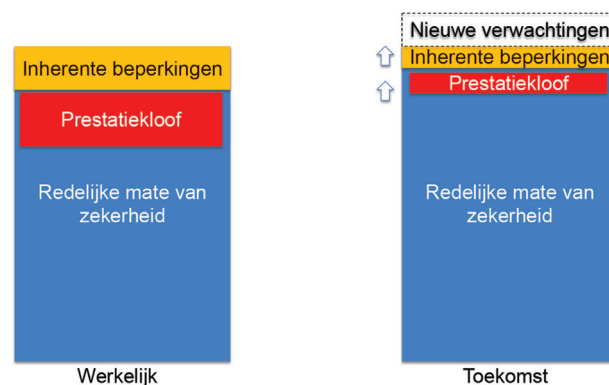 Inherente beperkingen
Prestatiekloof
Redelijke mate van
zekerheid
Werkelijk
Nieuwe verwachtingen
Inherente beperkingen
Prestatiekloof
Redelijke mate van
zekerheid
Toekomst